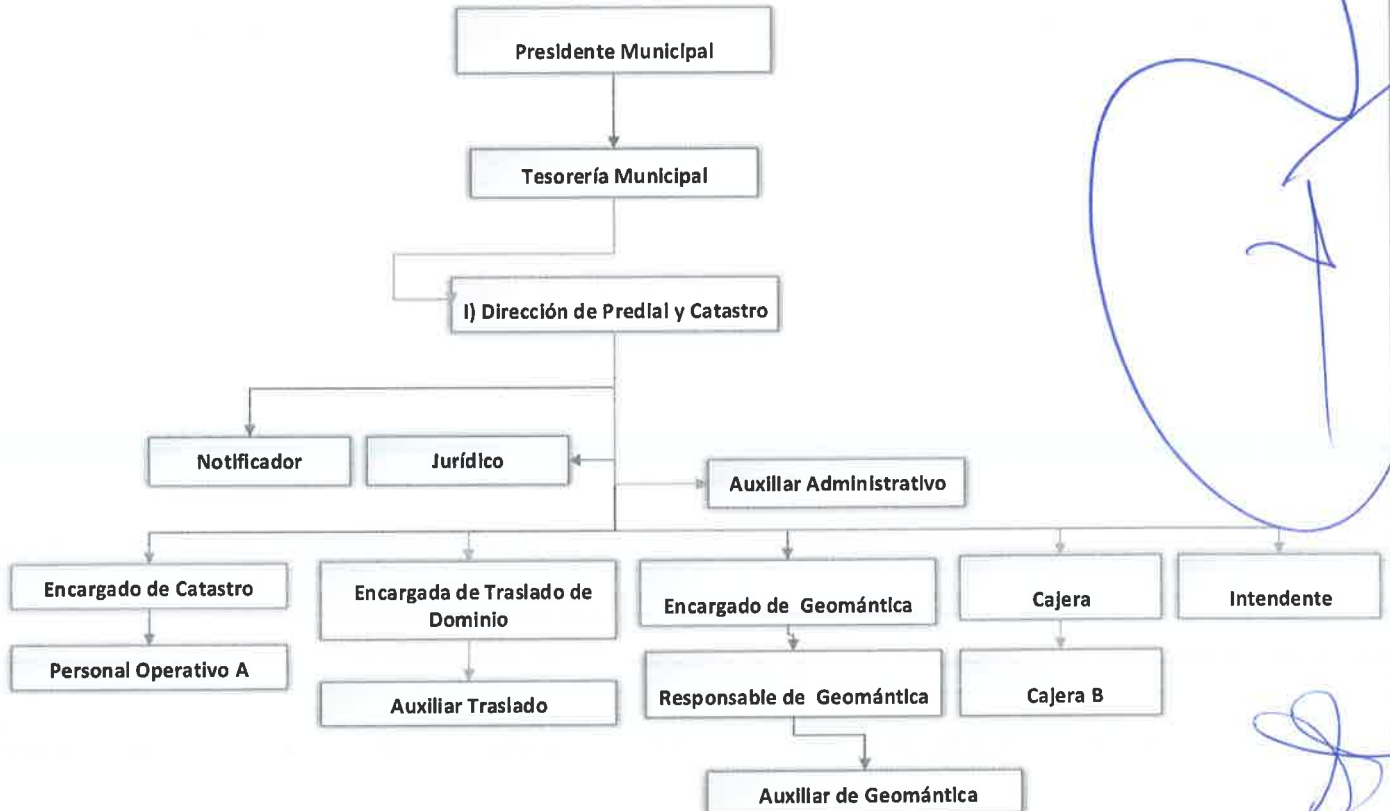 Presidente Municipal
Tesorería Municipal
I) Dirección de Predial y Catastro
Notificador
Jurídico
Auxiliar Administrativo
Encargado de Catastro
Encargada de Traslado de
Dominio
Encargado de Geomántica
Cajera
Intendente
Personal Operativo A
Auxiliar Traslado
Responsable de Geomántica
Cajera B
Auxiliar de Geomántica